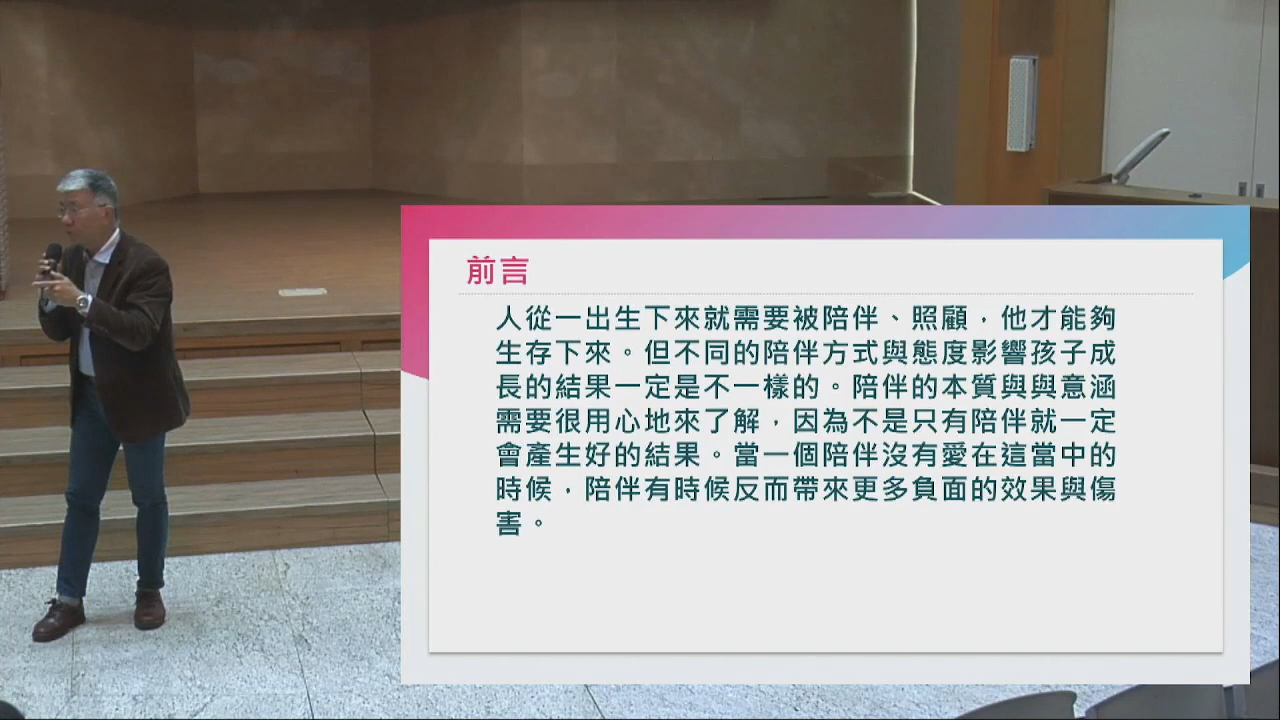 前言
人從一出生下來就需要被陪伴、照顧，他才能夠
生存下來。但不同的陪伴方式與態度影響孩子成
長的結果一定是不一樣的。陪伴的本質與與意涵
需要很用心地來了解，因為不是只有陪伴就一定
會產生好的結果。當一個陪伴沒有愛在這當中的
時候，陪伴有時候反而帶來更多負面的效果與傷
害。